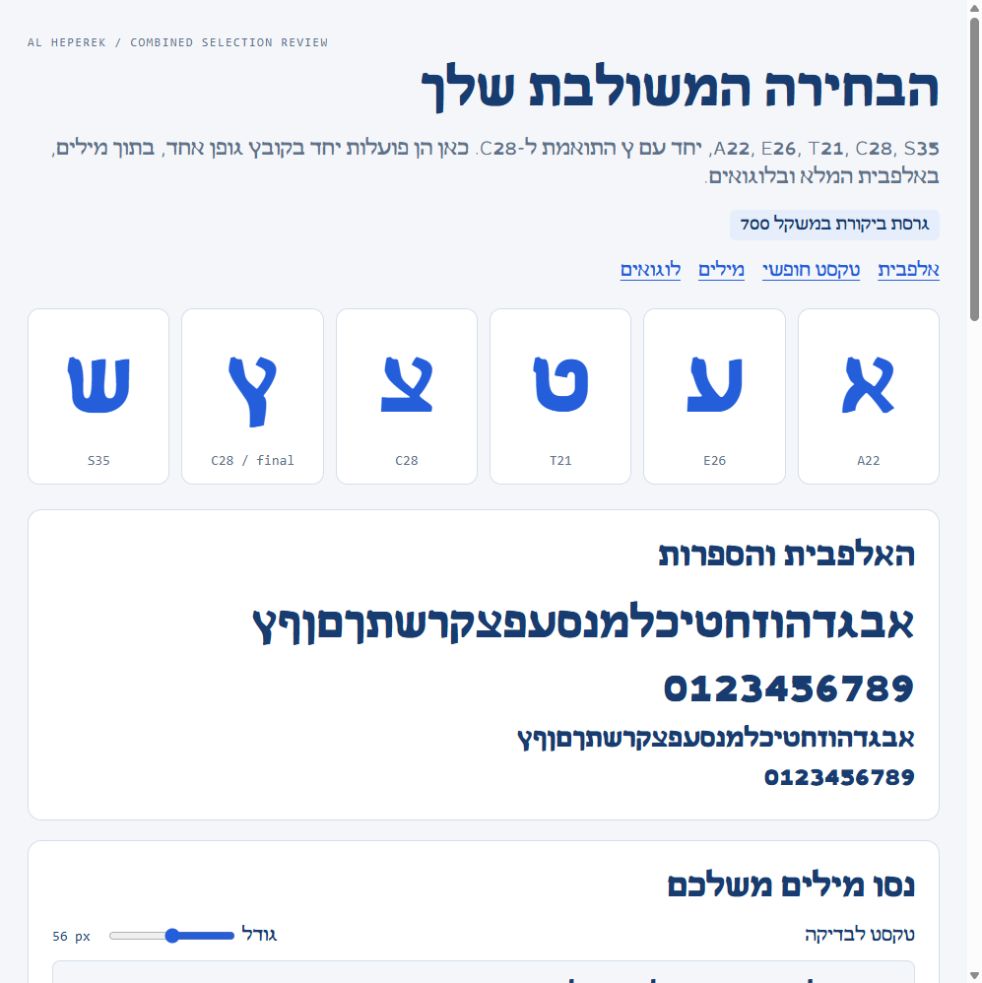 AL HEPEREK / COMBINED SELECTION REVIEW
הבחירה המשולבת שלך
A22, E26, T21, C28, S35, יחד עם ץ התואמת ל-C28. כאן הן פועלות יחד בקובץ גופן אחד, בתוך מילים,
באלפבית המלא ובלוגואים.
גרסת ביקורת במשקל 700
אלפבית טקסט חופשי מילים לוגואים
א ע ט צ ץ ש
A22 E26 T21 C28 C28 / final S35
האלפבית והספרות
אבגדהוזחטיכלמנסעפצקרשתךםןףץ
0123456789
אבגדהוזחטיכלמנסעפצקרשתךםןףץ
0123456789
נסו מילים משלכם
טקסט לבדיקה גודל 56 px